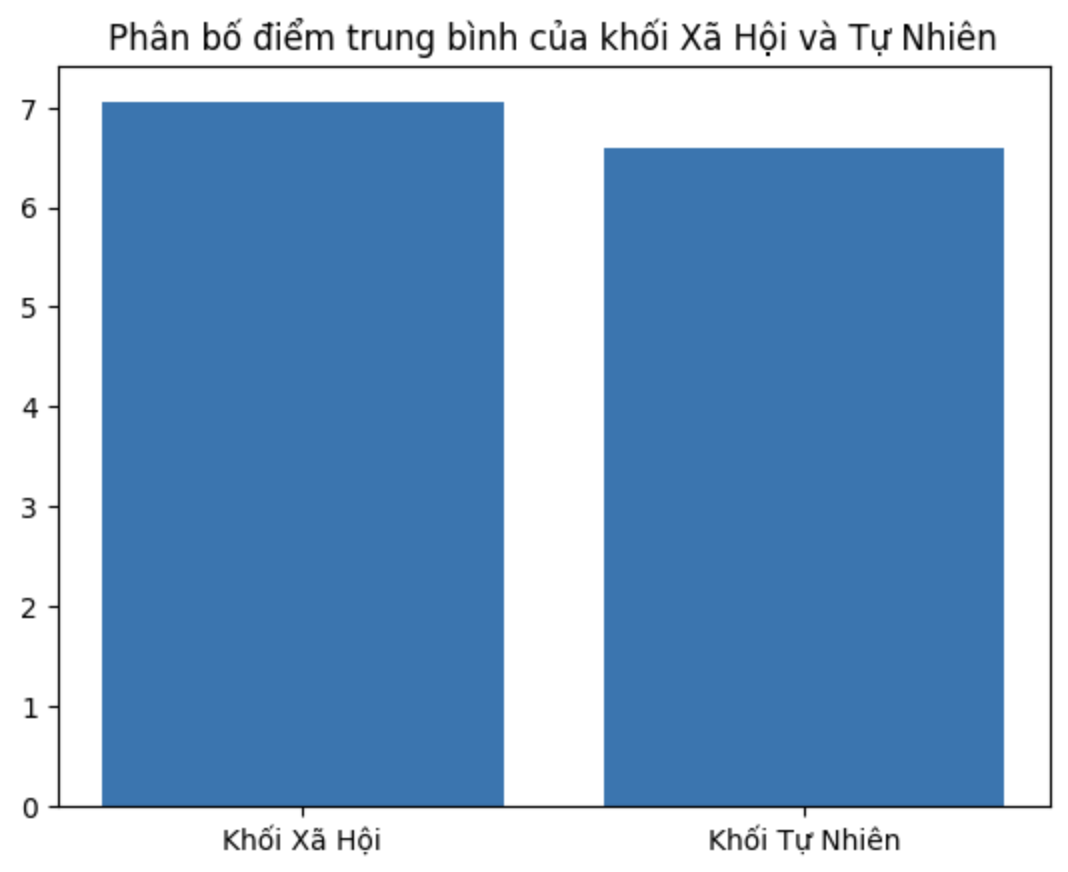 Phân bố điểm trung bình của khối Xã Hội và Tự Nhiên
7
6
5
4
3
2
1
0
Khối Xã Hội
Khối Tự Nhiên